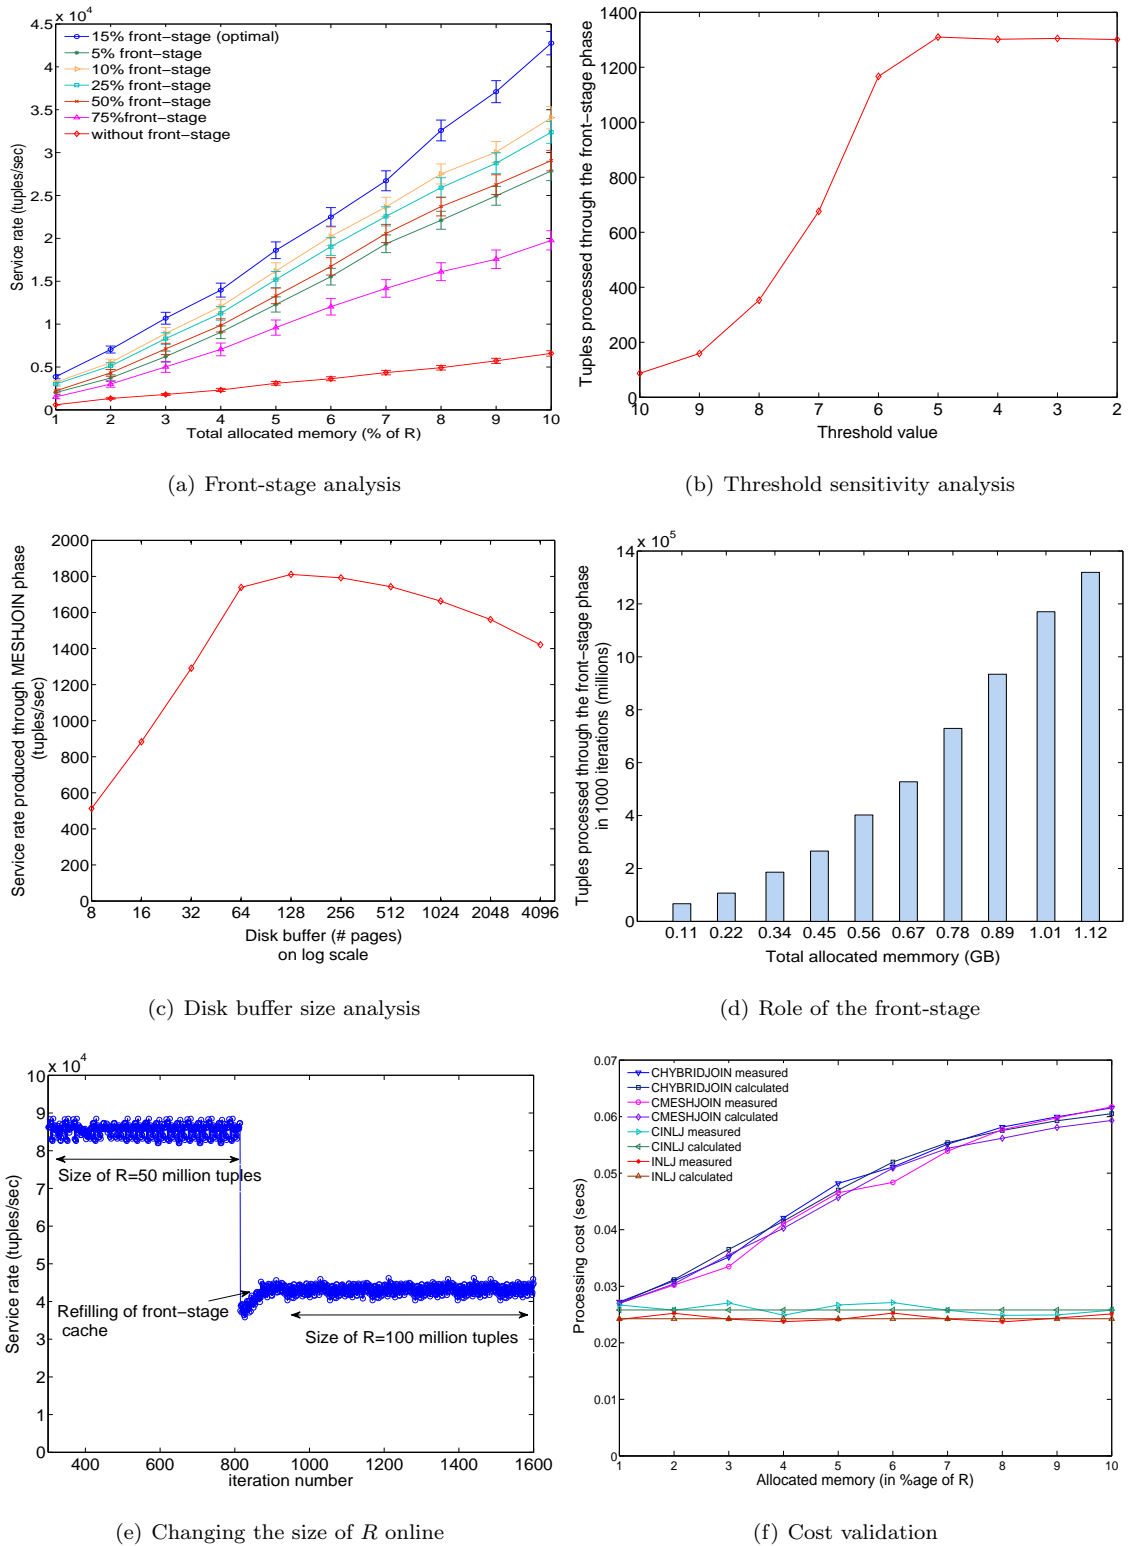 x 10^4
4.5
4
3.5
3
2.5
2
1.5
1
0.5
0
Service rate (tuples/sec)
15% front−stage (optimal)
5% front−stage
10% front−stage
25% front−stage
50% front−stage
75%front−stage
without front−stage
1 2 3 4 5 6 7 8 9 10
Total allocated memory (% of R)
(a) Front-stage analysis
1400
1200
1000
800
600
400
200
0
Tuples processed through the front−stage phase
10 9 8 7 6 5 4 3 2
Threshold value
(b) Threshold sensitivity analysis
2000
1800
1600
1400
1200
1000
800
600
400
200
0
Service rate produced through MESHJOIN phase
(tuples/sec)
8 16 32 64 128 256 512 1024 2048 4096
Disk buffer (# pages)
on log scale
(c) Disk buffer size analysis
x 10^5
14
12
10
8
6
4
2
0
Tuples processed through the front−stage phase
in 1000 iterations (millions)
0.11 0.22 0.34 0.45 0.56 0.67 0.78 0.89 1.01 1.12
Total allocated memmory (GB)
(d) Role of the front-stage
x 10^4
10
9
8
7
6
5
4
3
2
1
0
Service rate (tuples/sec)
Size of R=50 million tuples
Refilling of front−stage
cache
Size of R=100 million tuples
400 600 800 1000 1200 1400 1600
iteration number
(e) Changing the size of R online
0.07
0.06
0.05
0.04
0.03
0.02
0.01
0
Processing cost (secs)
CHYBRIDJOIN measured
CHYBRIDJOIN calculated
CMESHJOIN measured
CMESHJOIN calculated
CINLJ measured
CINLJ calculated
INLJ measured
INLJ calculated
1 2 3 4 5 6 7 8 9 10
Allocated memory (in %age of R)
(f) Cost validation